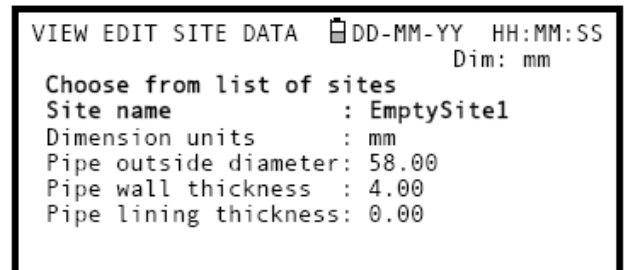 VIEW EDIT SITE DATA DD-MM-YY HH:MM:SS
Dim: mm
Choose from list of sites
Site name : EmptySite1
Dimension units : mm
Pipe outside diameter: 58.00
Pipe wall thickness : 4.00
Pipe lining thickness: 0.00